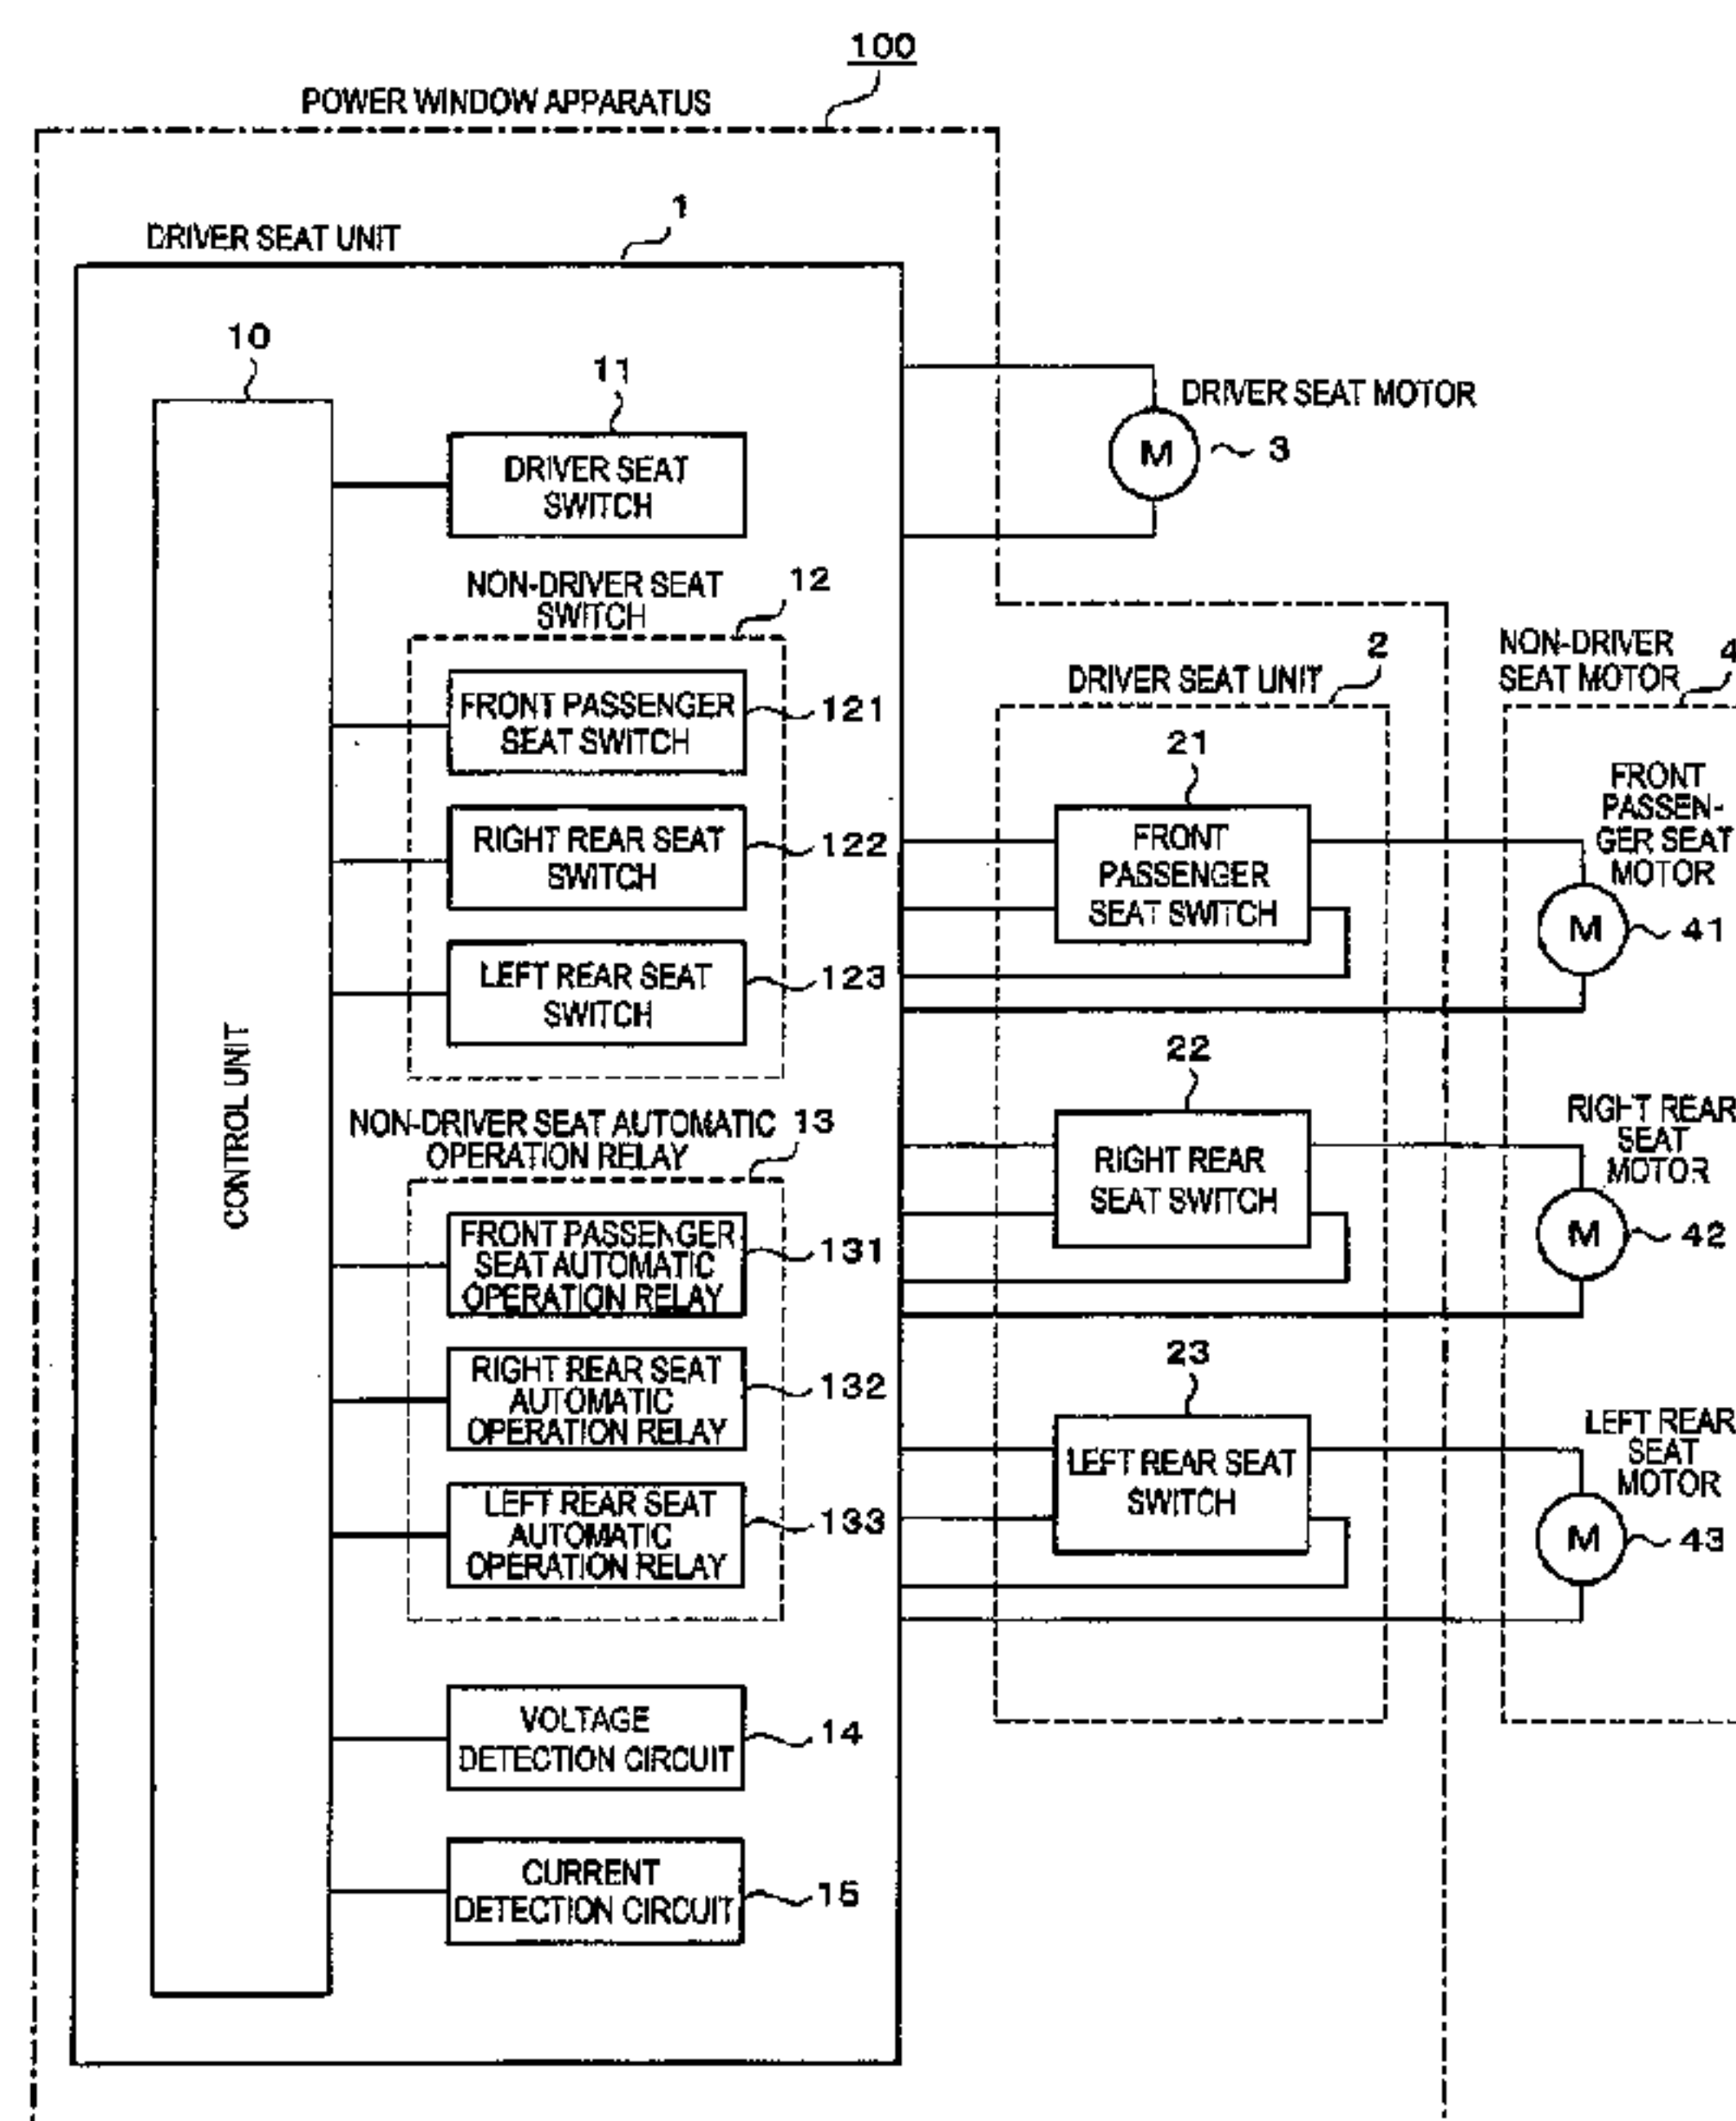 100
POWER WINDOW APPARATUS
1
DRIVER SEAT UNIT
10
11
DRIVER SEAT
SWITCH
DRIVER SEAT MOTOR
M
3
NON-DRIVER SEAT
SWITCH
12
FRONT PASSENGER
SEAT SWITCH
121
RIGHT REAR SEAT
SWITCH
122
LEFT REAR SEAT
SWITCH
123
CONTROL UNIT
NON-DRIVER SEAT AUTOMATIC
OPERATION RELAY
13
FRONT PASSENGER
SEAT AUTOMATIC
OPERATION RELAY
131
RIGHT REAR SEAT
AUTOMATIC
OPERATION RELAY
132
LEFT REAR SEAT
AUTOMATIC
OPERATION RELAY
133
VOLTAGE
DETECTION CIRCUIT
14
CURRENT
DETECTION CIRCUIT
15
DRIVER SEAT UNIT
2
21
FRONT
PASSENGER
SEAT SWITCH
22
RIGHT REAR
SEAT SWITCH
23
LEFT REAR SEAT
SWITCH
NON-DRIVER
SEAT MOTOR
4
FRONT
PASSEN-
GER SEAT
MOTOR
M
41
RIGHT REAR
SEAT
MOTOR
M
42
LEFT REAR
SEAT
MOTOR
M
43